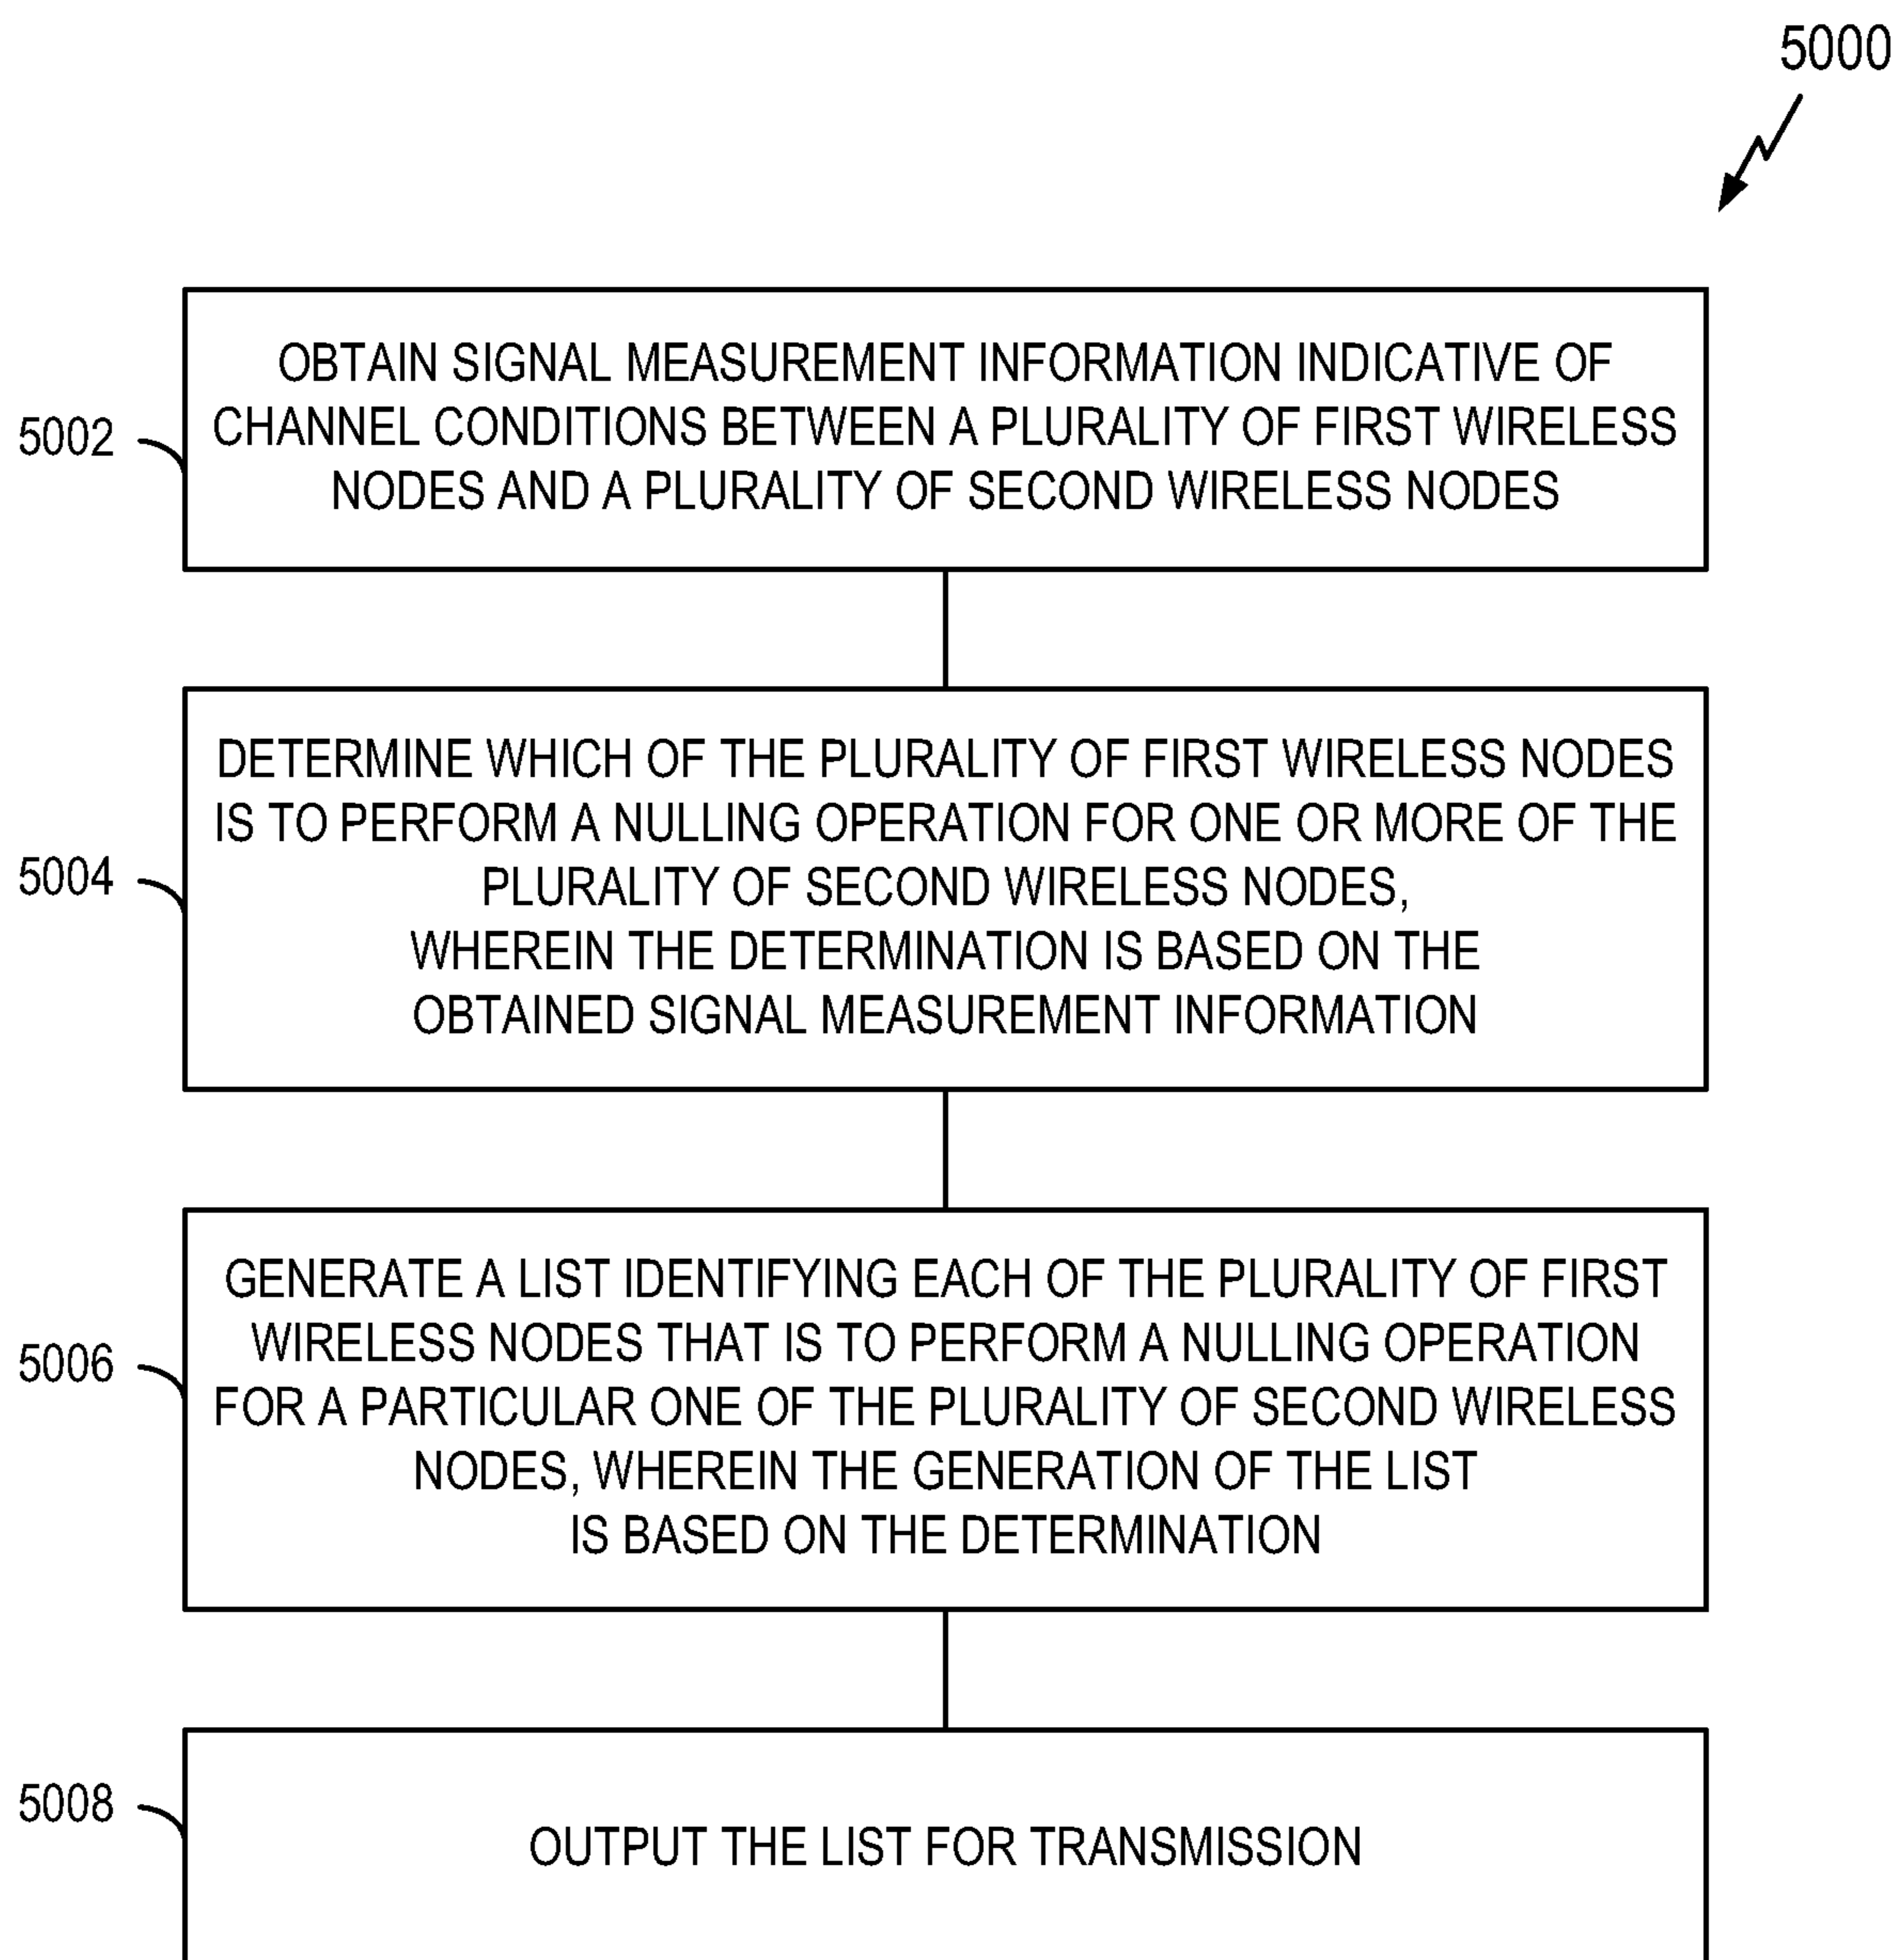 5000
5002
OBTAIN SIGNAL MEASUREMENT INFORMATION INDICATIVE OF
CHANNEL CONDITIONS BETWEEN A PLURALITY OF FIRST WIRELESS
NODES AND A PLURALITY OF SECOND WIRELESS NODES
5004
DETERMINE WHICH OF THE PLURALITY OF FIRST WIRELESS NODES
IS TO PERFORM A NULLING OPERATION FOR ONE OR MORE OF THE
PLURALITY OF SECOND WIRELESS NODES,
WHEREIN THE DETERMINATION IS BASED ON THE
OBTAINED SIGNAL MEASUREMENT INFORMATION
5006
GENERATE A LIST IDENTIFYING EACH OF THE PLURALITY OF FIRST
WIRELESS NODES THAT IS TO PERFORM A NULLING OPERATION
FOR A PARTICULAR ONE OF THE PLURALITY OF SECOND WIRELESS
NODES, WHEREIN THE GENERATION OF THE LIST
IS BASED ON THE DETERMINATION
5008
OUTPUT THE LIST FOR TRANSMISSION